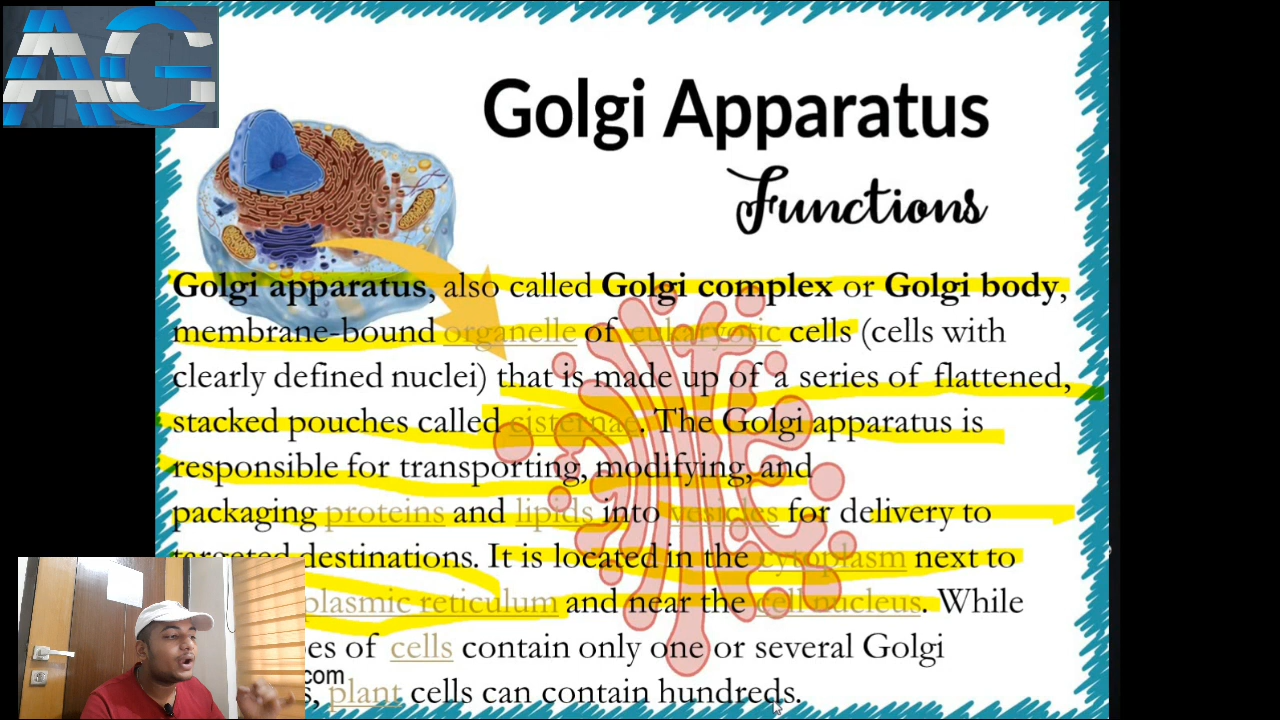 AG
Golgi Apparatus
Functions
Golgi apparatus, also called Golgi complex or Golgi body,
membrane-bound organelle of eukaryotic cells (cells with
clearly defined nuclei) that is made up of a series of flattened,
stacked pouches called cisternae. The Golgi apparatus is
responsible for transporting, modifying, and
packaging proteins and lipids into vesicles for delivery to
targeted destinations. It is located in the cytoplasm next to
plasmic reticulum and near the cell nucleus. While
of cells contain only one or several Golgi
com
plant cells can contain hundreds.